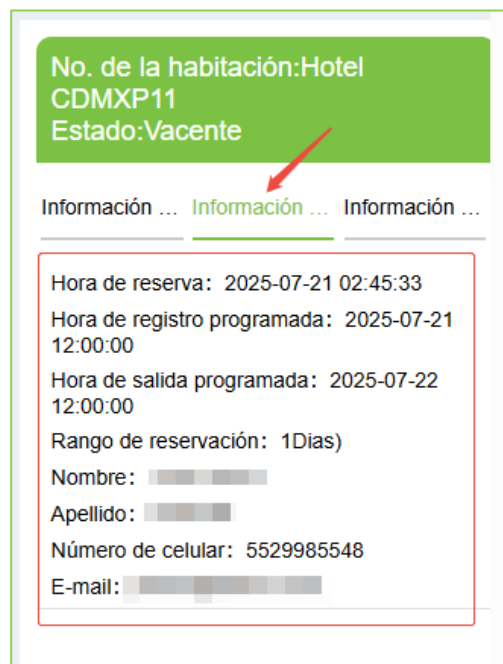 No. de la habitación:Hotel
CDMXP11
Estado:Vacente
Información ... Información ... Información ...
Hora de reserva: 2025-07-21 02:45:33
Hora de registro programada: 2025-07-21
12:00:00
Hora de salida programada: 2025-07-22
12:00:00
Rango de reservación: 1Dias)
Nombre:
Apellido:
Número de celular: 5529985548
E-mail: